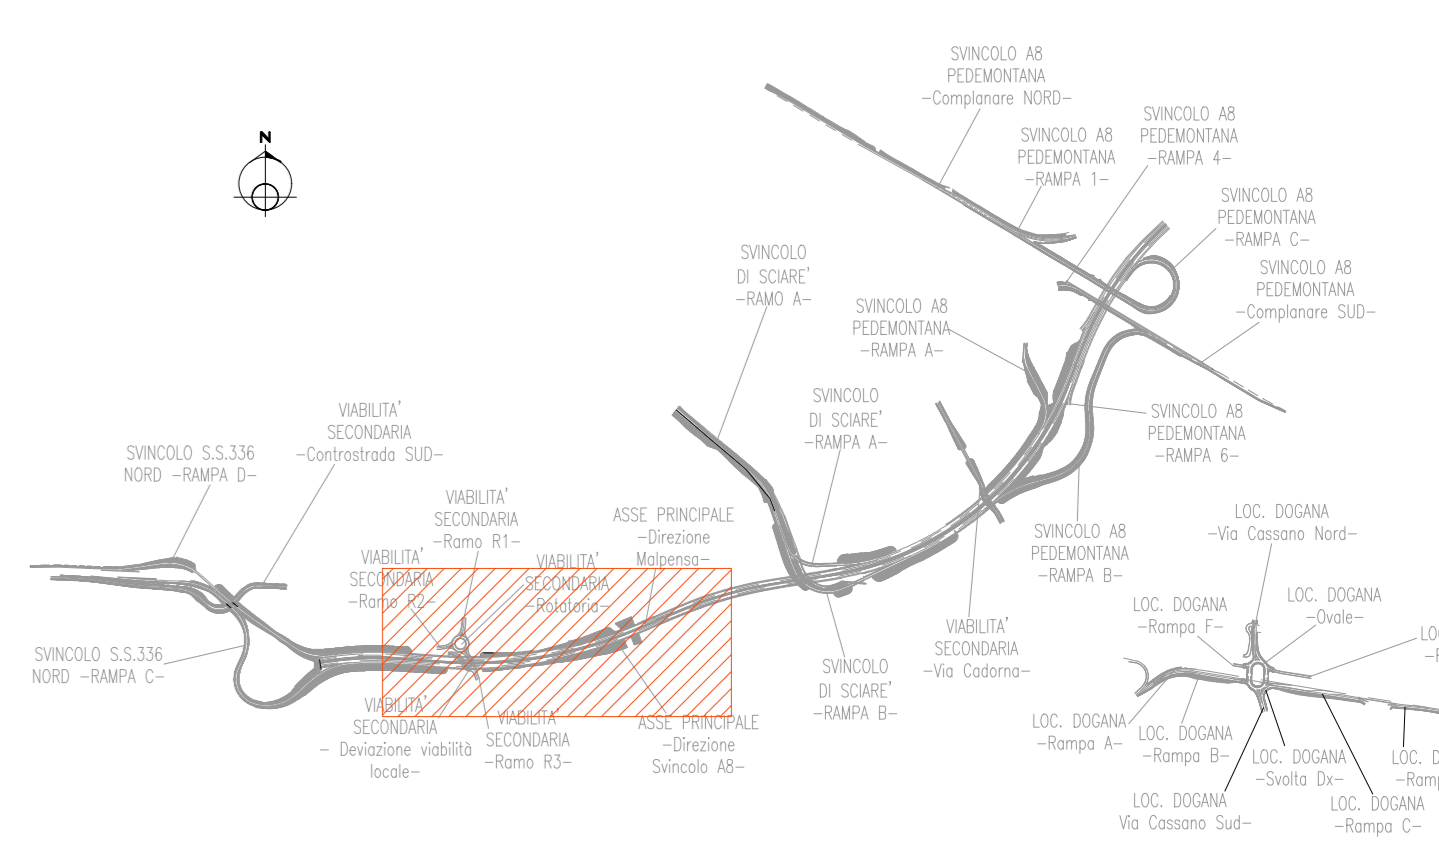 SVINCOLO A8
PEDEMONTANA
-Complanare NORD-
SVINCOLO A8
PEDEMONTANA
-RAMPA 4-
SVINCOLO A8
PEDEMONTANA
-RAMPA 1-
N
SVINCOLO A8
PEDEMONTANA
-RAMPA C-
SVINCOLO
DI SCIARE'
-RAMO A-
SVINCOLO A8
PEDEMONTANA
-Complanare SUD-
SVINCOLO A8
PEDEMONTANA
-RAMPA A-
SVINCOLO
DI SCIARE'
-RAMPA A-
VIABILITA'
SECONDARIA
-Controstrada SUD-
SVINCOLO A8
PEDEMONTANA
-RAMPA 6-
SVINCOLO S.S.336
NORD -RAMPA D-
VIABILITA'
SECONDARIA
-Ramo R1-
ASSE PRINCIPALE
-Direzione
Malpensa-
LOC. DOGANA
-Via Cassano Nord-
SVINCOLO A8
PEDEMONTANA
-RAMPA B-
VIABILITA'
SECONDARIA
-Ramo R2-
VIABILITA'
SECONDARIA
-Rotatoria-
LOC. DOGANA
-Ovale-
LOC. DOGANA
-Rampa F-
VIABILITA'
SECONDARIA
-Via Cadorna-
SVINCOLO S.S.336
NORD -RAMPA C-
SVINCOLO
DI SCIARE'
-RAMPA B-
VIABILITA'
SECONDARIA
- Deviazione viabilità
locale-
VIABILITA'
SECONDARIA
-Ramo R3-
ASSE PRINCIPALE
-Direzione
Svincolo A8-
LOC. DOGANA
-Rampa A-
LOC. DOGANA
-Rampa B-
LOC. DOGANA
-Svolta Dx-
LOC. DOGANA
Via Cassano Sud-
LOC. DOGANA
-Rampa C-